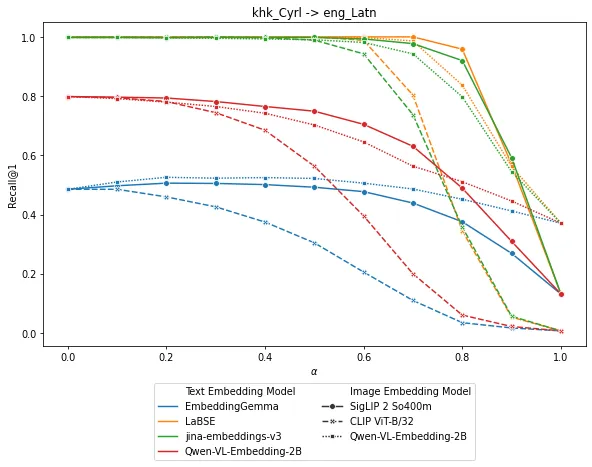 khk_Cyrl -> eng_Latn
Recall@1
1.0
0.8
0.6
0.4
0.2
0.0
0.0 0.2 0.4 0.6 0.8 1.0
α
Text Embedding Model
EmbeddingGemma
LaBSE
jina-embeddings-v3
Qwen-VL-Embedding-2B
Image Embedding Model
SigLIP 2 So400m
CLIP ViT-B/32
Qwen-VL-Embedding-2B